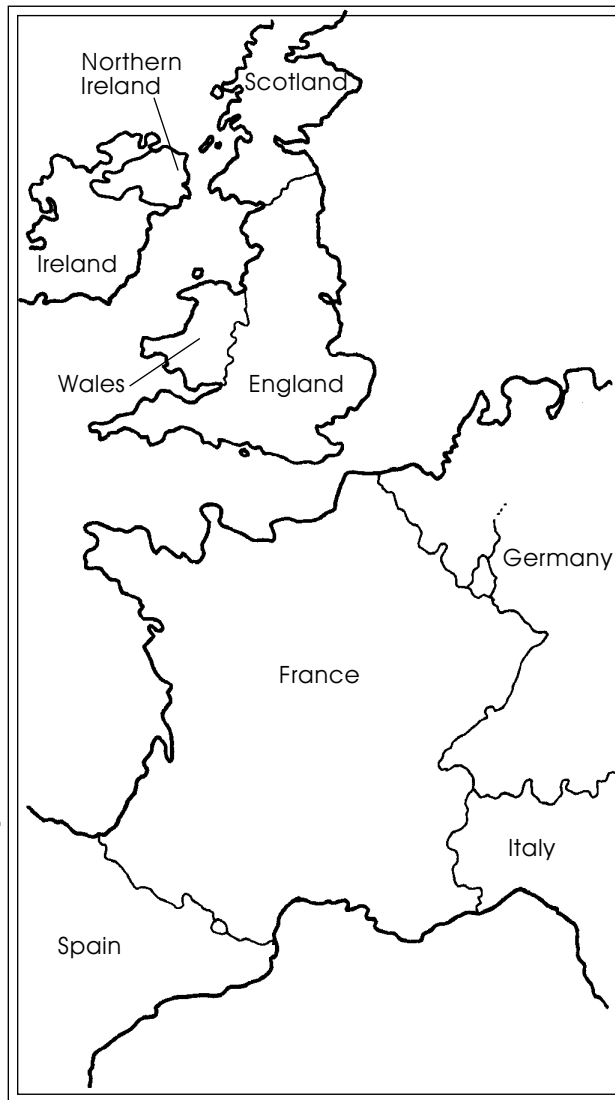 Northern
Ireland
Scotland
Ireland
Wales
England
Germany
France
Italy
Spain